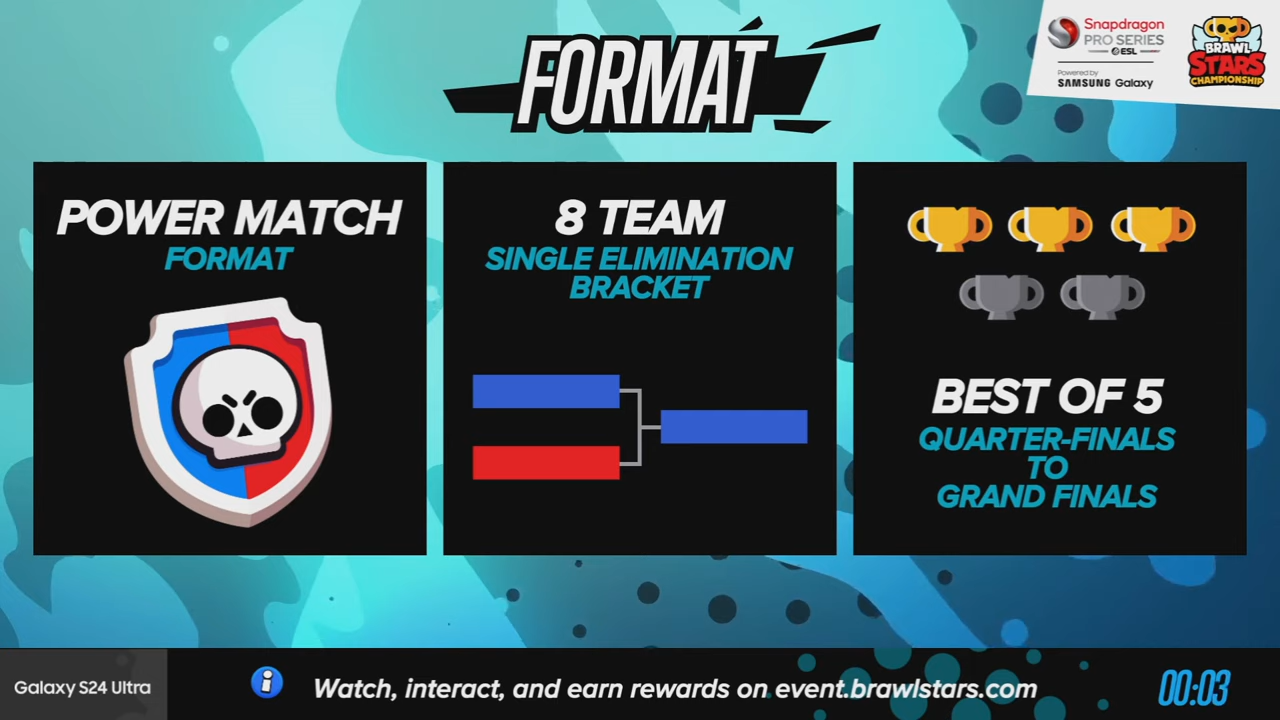 FORMAT
Snapdragon
PRO SERIES
ESL
Powered by
SAMSUNG Galaxy
BRAWL
STARS
CHAMPIONSHIP
POWER MATCH
FORMAT
8 TEAM
SINGLE ELIMINATION
BRACKET
BEST OF 5
QUARTER-FINALS
TO
GRAND FINALS
Galaxy S24 Ultra
i
Watch, interact, and earn rewards on event.brawlstars.com
00:03